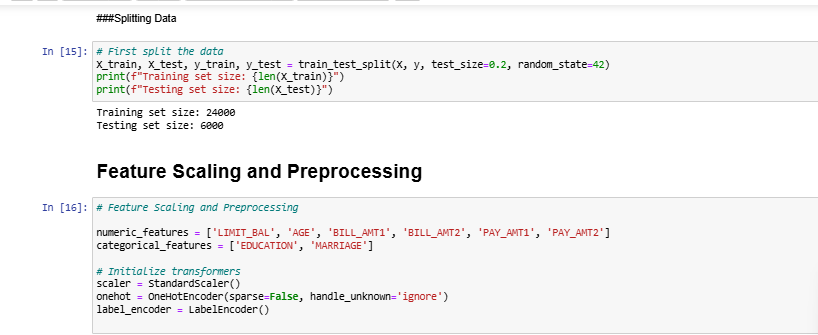 ###Splitting Data
In [15]: # First split the data
X_train, X_test, y_train, y_test = train_test_split(X, y, test_size=0.2, random_state=42)
print(f"Training set size: {len(X_train)}")
print(f"Testing set size: {len(X_test)}")
Training set size: 24000
Testing set size: 6000
Feature Scaling and Preprocessing
In [16]: # Feature Scaling and Preprocessing
numeric_features = ['LIMIT_BAL', 'AGE', 'BILL_AMT1', 'BILL_AMT2', 'PAY_AMT1', 'PAY_AMT2']
categorical_features = ['EDUCATION', 'MARRIAGE']
# Initialize transformers
scaler = StandardScaler()
onehot = OneHotEncoder(sparse=False, handle_unknown='ignore')
label_encoder = LabelEncoder()